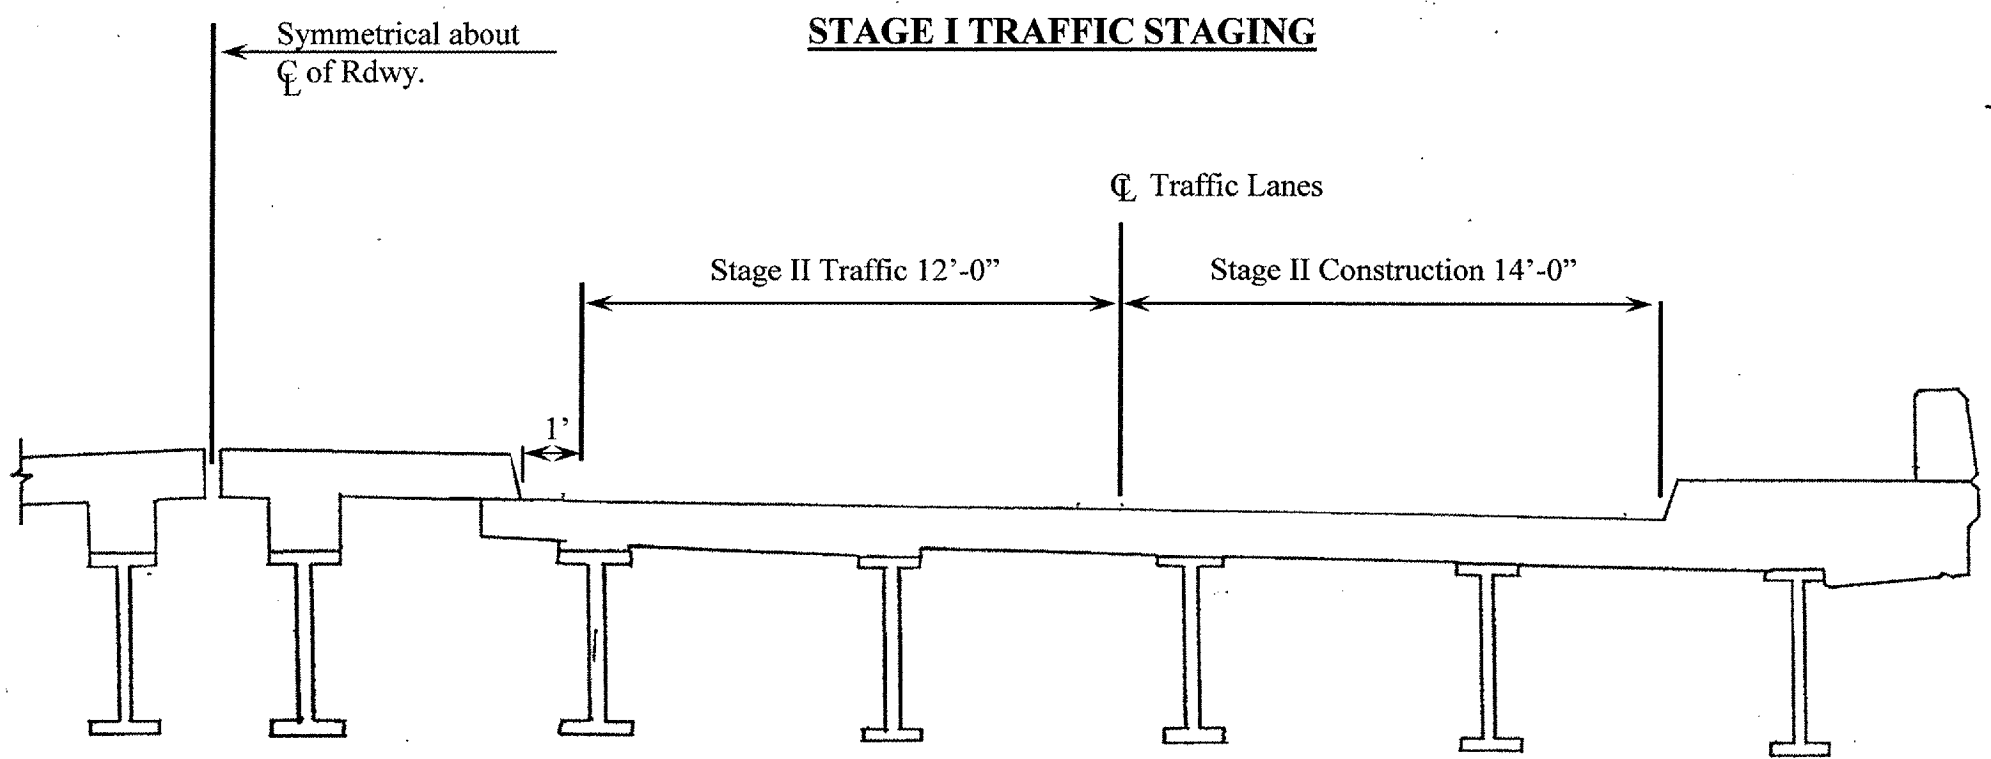 STAGE I TRAFFIC STAGING
Symmetrical about
℄ of Rdwy.
℄ Traffic Lanes
Stage II Traffic 12’-0”
Stage II Construction 14’-0”
1’